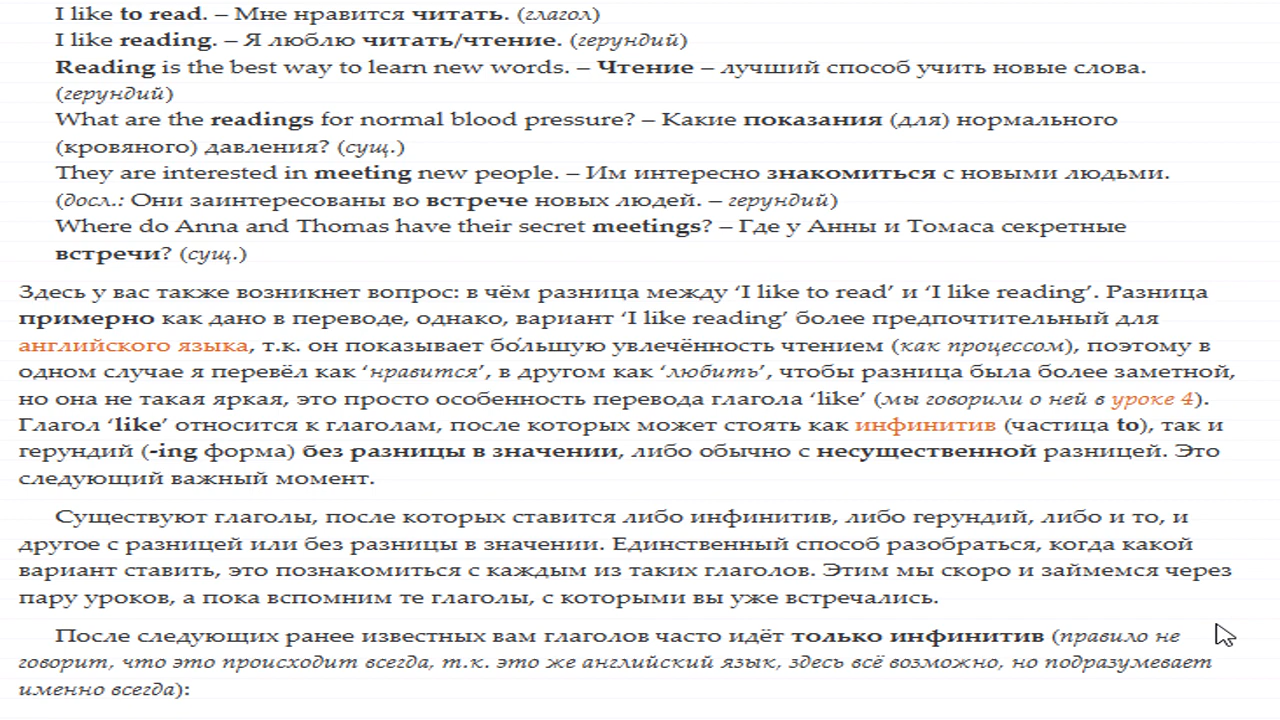 I like to read. – Мне нравится читать. (глагол)
I like reading. – Я люблю читать/чтение. (герундий)
Reading is the best way to learn new words. – Чтение – лучший способ учить новые слова.
(герундий)
What are the readings for normal blood pressure? – Какие показания (для) нормального
(кровяного) давления? (сущ.)
They are interested in meeting new people. – Им интересно знакомиться с новыми людьми.
(досл.: Они заинтересованы во встрече новых людей. – герундий)
Where do Anna and Thomas have their secret meetings? – Где у Анны и Томаса секретные
встречи? (сущ.)
Здесь у вас также возникнет вопрос: в чём разница между ‘I like to read’ и ‘I like reading’. Разница
примерно как дано в переводе, однако, вариант ‘I like reading’ более предпочтительный для
английского языка, т.к. он показывает бо́льшую увлечённость чтением (как процессом), поэтому в
одном случае я перевёл как ‘нравится’, в другом как ‘любить’, чтобы разница была более заметной,
но она не такая яркая, это просто особенность перевода глагола ‘like’ (мы говорили о ней в уроке 4).
Глагол ‘like’ относится к глаголам, после которых может стоять как инфинитив (частица to), так и
герундий (-ing форма) без разницы в значении, либо обычно с несущественной разницей. Это
следующий важный момент.
Существуют глаголы, после которых ставится либо инфинитив, либо герундий, либо и то, и
другое с разницей или без разницы в значении. Единственный способ разобраться, когда какой
вариант ставить, это познакомиться с каждым из таких глаголов. Этим мы скоро и займемся через
пару уроков, а пока вспомним те глаголы, с которыми вы уже встречались.
После следующих ранее известных вам глаголов часто идёт только инфинитив (правило не
говорит, что это происходит всегда, т.к. это же английский язык, здесь всё возможно, но подразумевает
именно всегда):